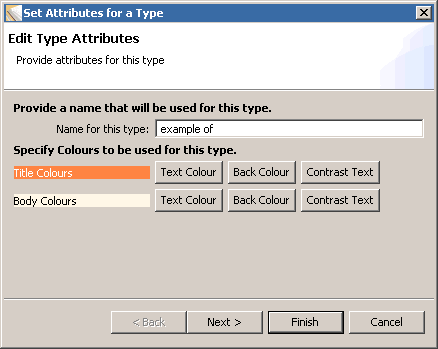 Set Attributes for a Type
Edit Type Attributes
Provide attributes for this type
Provide a name that will be used for this type.
Name for this type: example of
Specify Colours to be used for this type.
Title Colours Text Colour Back Colour Contrast Text
Body Colours Text Colour Back Colour Contrast Text
< Back Next > Finish Cancel